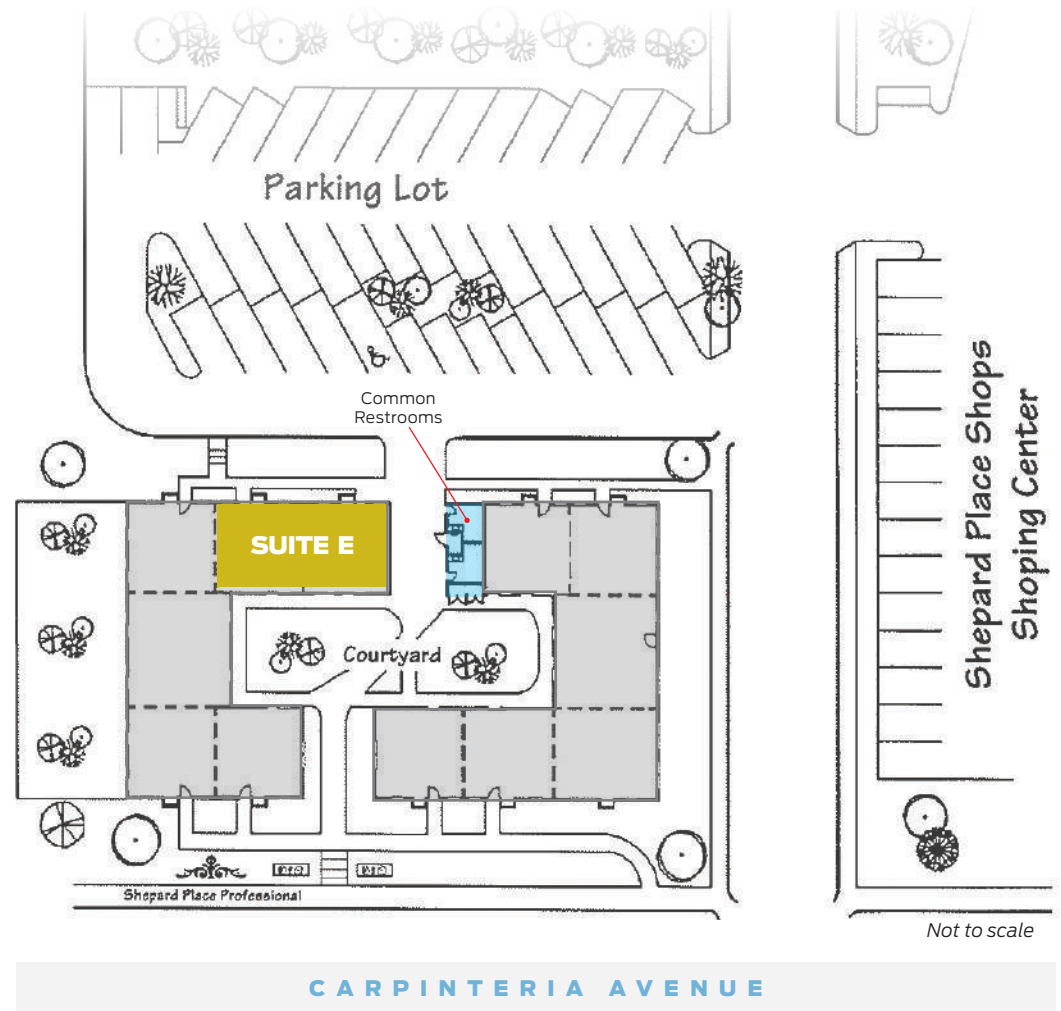 Parking Lot
Common
Restrooms
SUITE E
Courtyard
Shepard Place Shops
Shoping Center
Shepard Place Professional
Not to scale
CARPINTERIA AVENUE